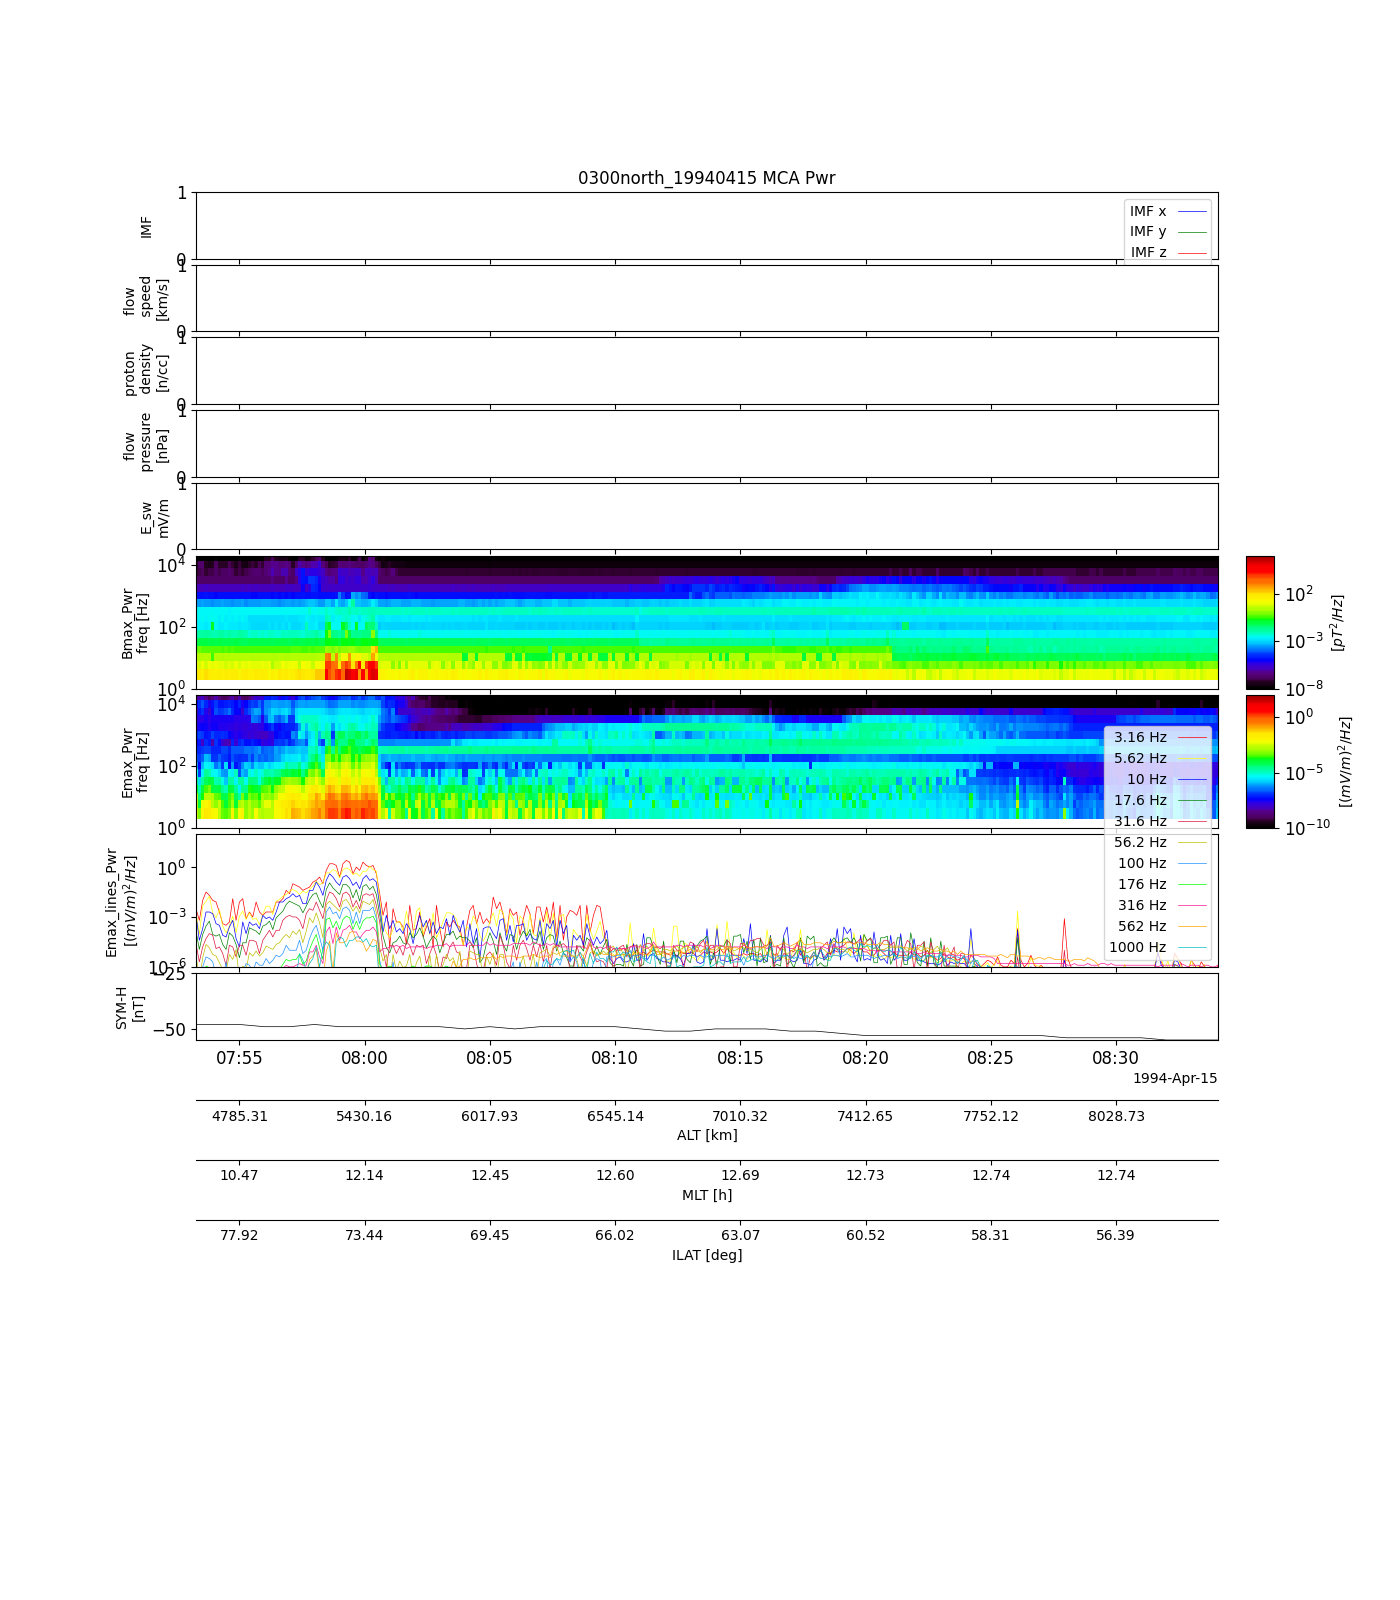 0300north_19940415 MCA Pwr
1
0
IMF
IMF x
IMF y
IMF z
1
0
flow
speed
[km/s]
1
0
proton
density
[n/cc]
1
0
flow
pressure
[nPa]
1
0
E_sw
mV/m
10^4
10^2
10^0
Bmax_Pwr
freq [Hz]
10^2
10^-3
10^-8
[pT^2/Hz]
10^4
10^2
10^0
Emax_Pwr
freq [Hz]
10^0
10^-5
10^-10
[(mV/m)^2/Hz]
3.16 Hz
5.62 Hz
10 Hz
17.6 Hz
31.6 Hz
56.2 Hz
100 Hz
176 Hz
316 Hz
562 Hz
1000 Hz
10^0
10^-3
10^-6
Emax_lines_Pwr
[(mV/m)^2/Hz]
−25
−50
SYM-H
[nT]
07:55 08:00 08:05 08:10 08:15 08:20 08:25 08:30
1994-Apr-15
4785.31 5430.16 6017.93 6545.14 7010.32 7412.65 7752.12 8028.73
ALT [km]
10.47 12.14 12.45 12.60 12.69 12.73 12.74 12.74
MLT [h]
77.92 73.44 69.45 66.02 63.07 60.52 58.31 56.39
ILAT [deg]